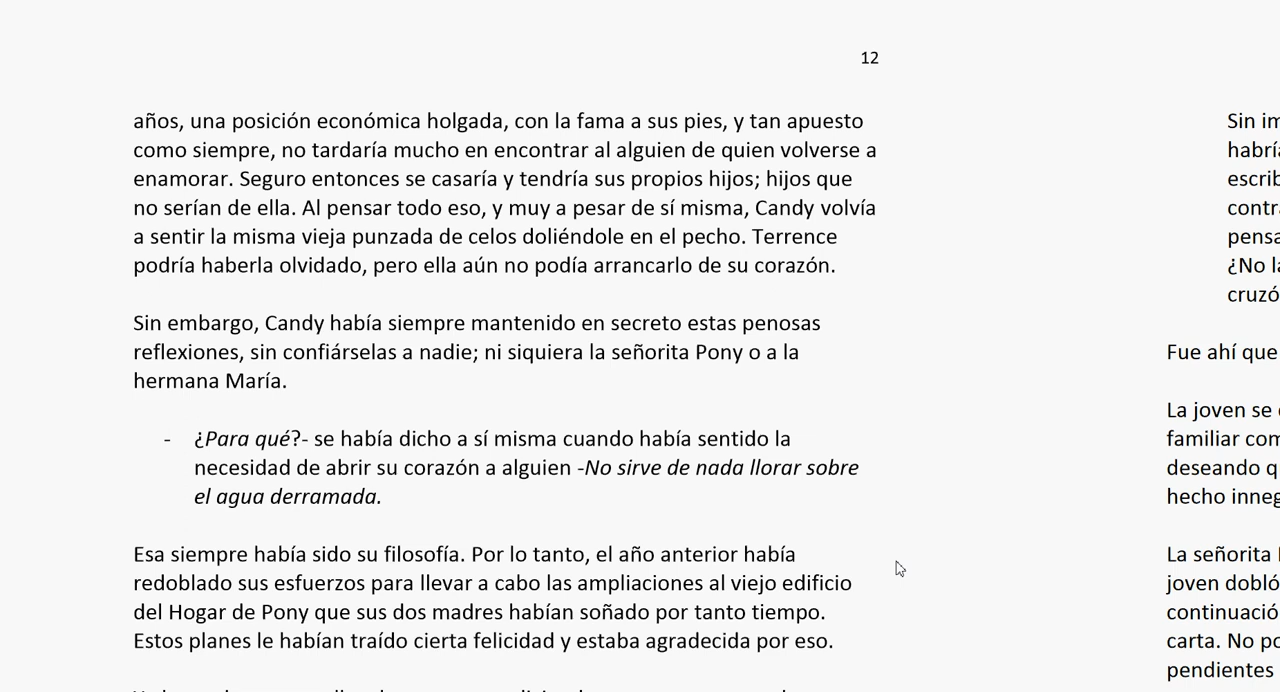 12
años, una posición económica holgada, con la fama a sus pies, y tan apuesto
como siempre, no tardaría mucho en encontrar al alguien de quien volverse a
enamorar. Seguro entonces se casaría y tendría sus propios hijos; hijos que
no serían de ella. Al pensar todo eso, y muy a pesar de sí misma, Candy volvía
a sentir la misma vieja punzada de celos doliéndole en el pecho. Terrence
podría haberla olvidado, pero ella aún no podía arrancarlo de su corazón.
Sin embargo, Candy había siempre mantenido en secreto estas penosas
reflexiones, sin confiárselas a nadie; ni siquiera la señorita Pony o a la
hermana María.
- ¿Para qué?- se había dicho a sí misma cuando había sentido la
necesidad de abrir su corazón a alguien -No sirve de nada llorar sobre
el agua derramada.
Esa siempre había sido su filosofía. Por lo tanto, el año anterior había
redoblado sus esfuerzos para llevar a cabo las ampliaciones al viejo edificio
del Hogar de Pony que sus dos madres habían soñado por tanto tiempo.
Estos planes le habían traído cierta felicidad y estaba agradecida por eso.
Sin
escrib
contra
pensa
¿No
cruzó
Fue ahí que
La joven se
familiar com
deseando q
hecho inneg
La señorita
joven dobló
continuació
carta. No po
pendientes